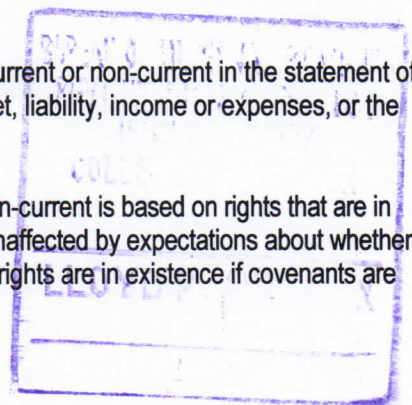 urrent or non-current in the statement of
et, liability, income or expenses, or the
n-current is based on rights that are in
naffected by expectations about whether
rights are in existence if covenants are